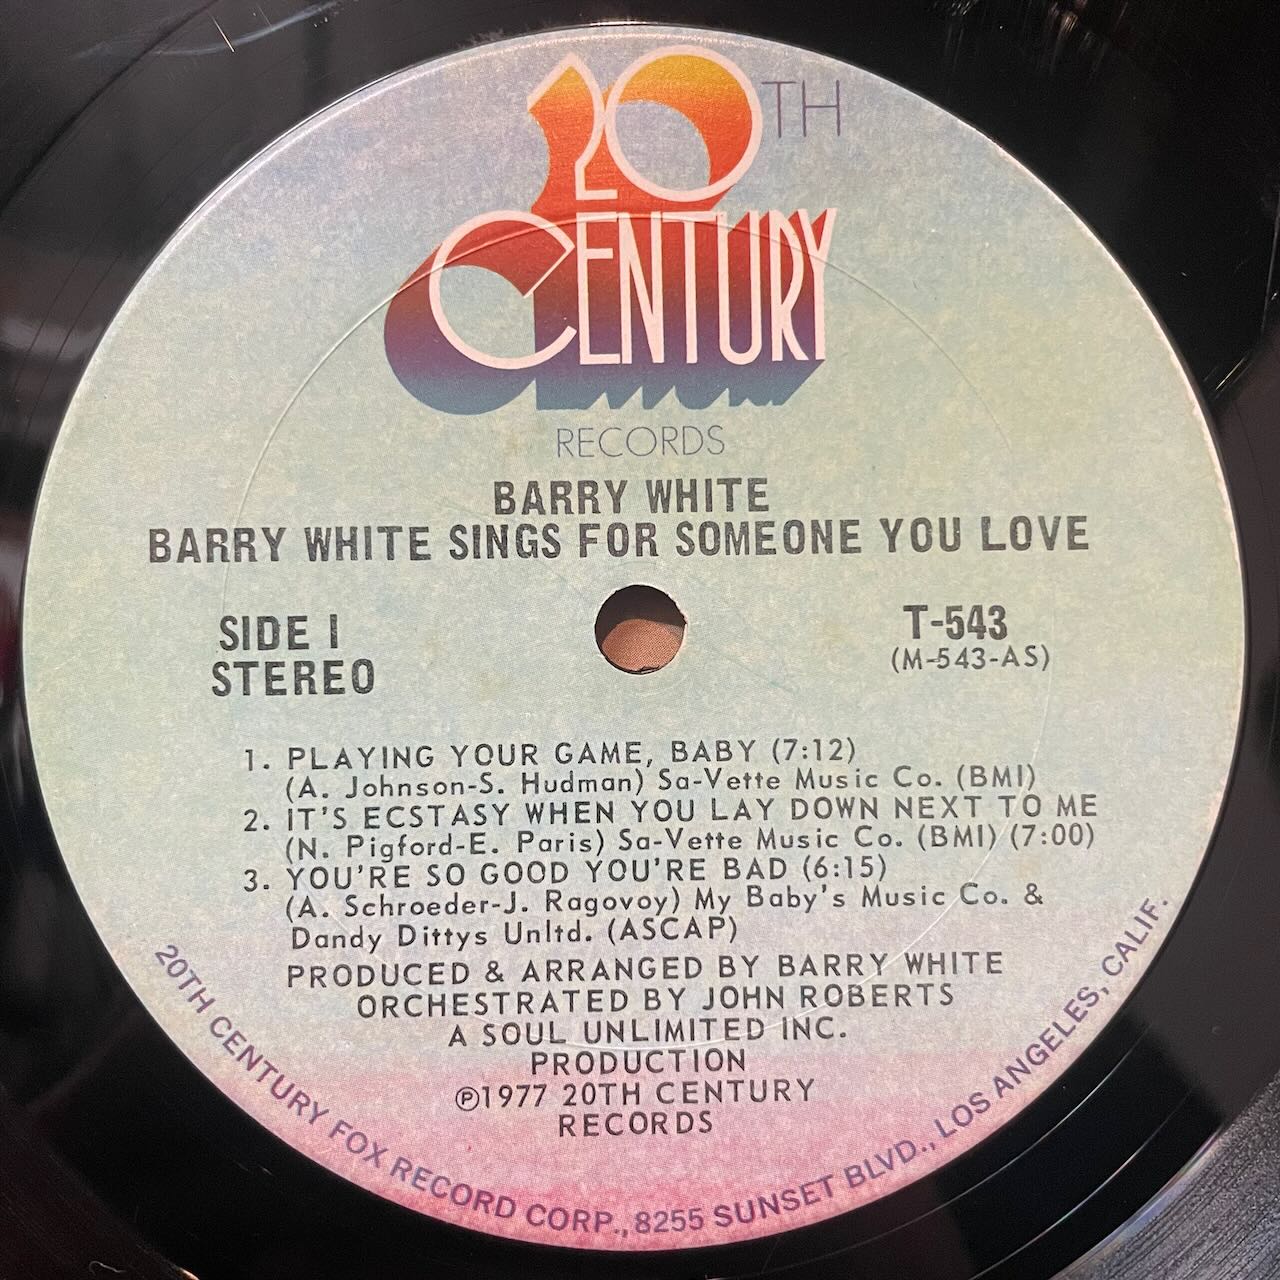 20TH
CENTURY
RECORDS
BARRY WHITE
BARRY WHITE SINGS FOR SOMEONE YOU LOVE
SIDE I
STEREO
T-543
(M-543-AS)
1. PLAYING YOUR GAME, BABY (7:12)
(A. Johnson-S. Hudman) Sa-Vette Music Co. (BMI)
2. IT'S ECSTASY WHEN YOU LAY DOWN NEXT TO ME
(N. Pigford-E. Paris) Sa-Vette Music Co. (BMI) (7:00)
3. YOU'RE SO GOOD YOU'RE BAD (6:15)
(A. Schroeder-J. Ragovoy) My Baby's Music Co. &
Dandy Dittys Unltd. (ASCAP)
PRODUCED & ARRANGED BY BARRY WHITE
ORCHESTRATED BY JOHN ROBERTS
A SOUL UNLIMITED INC.
PRODUCTION
℗1977 20TH CENTURY
RECORDS
20TH CENTURY FOX RECORD CORP., 8255 SUNSET BLVD., LOS ANGELES, CALIF.